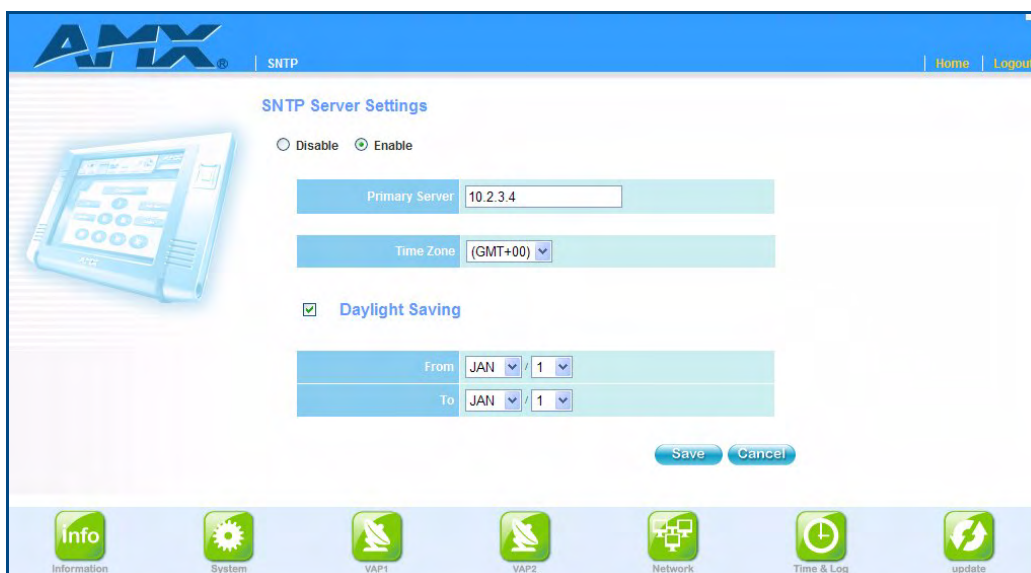 AMX®
SNTP
Home | Logout
SNTP Server Settings
Disable Enable
Primary Server 10.2.3.4
Time Zone (GMT+00)
Daylight Saving
From JAN / 1
To JAN / 1
Save Cancel
info
Information System VAP1 VAP2 Network Time & Log update